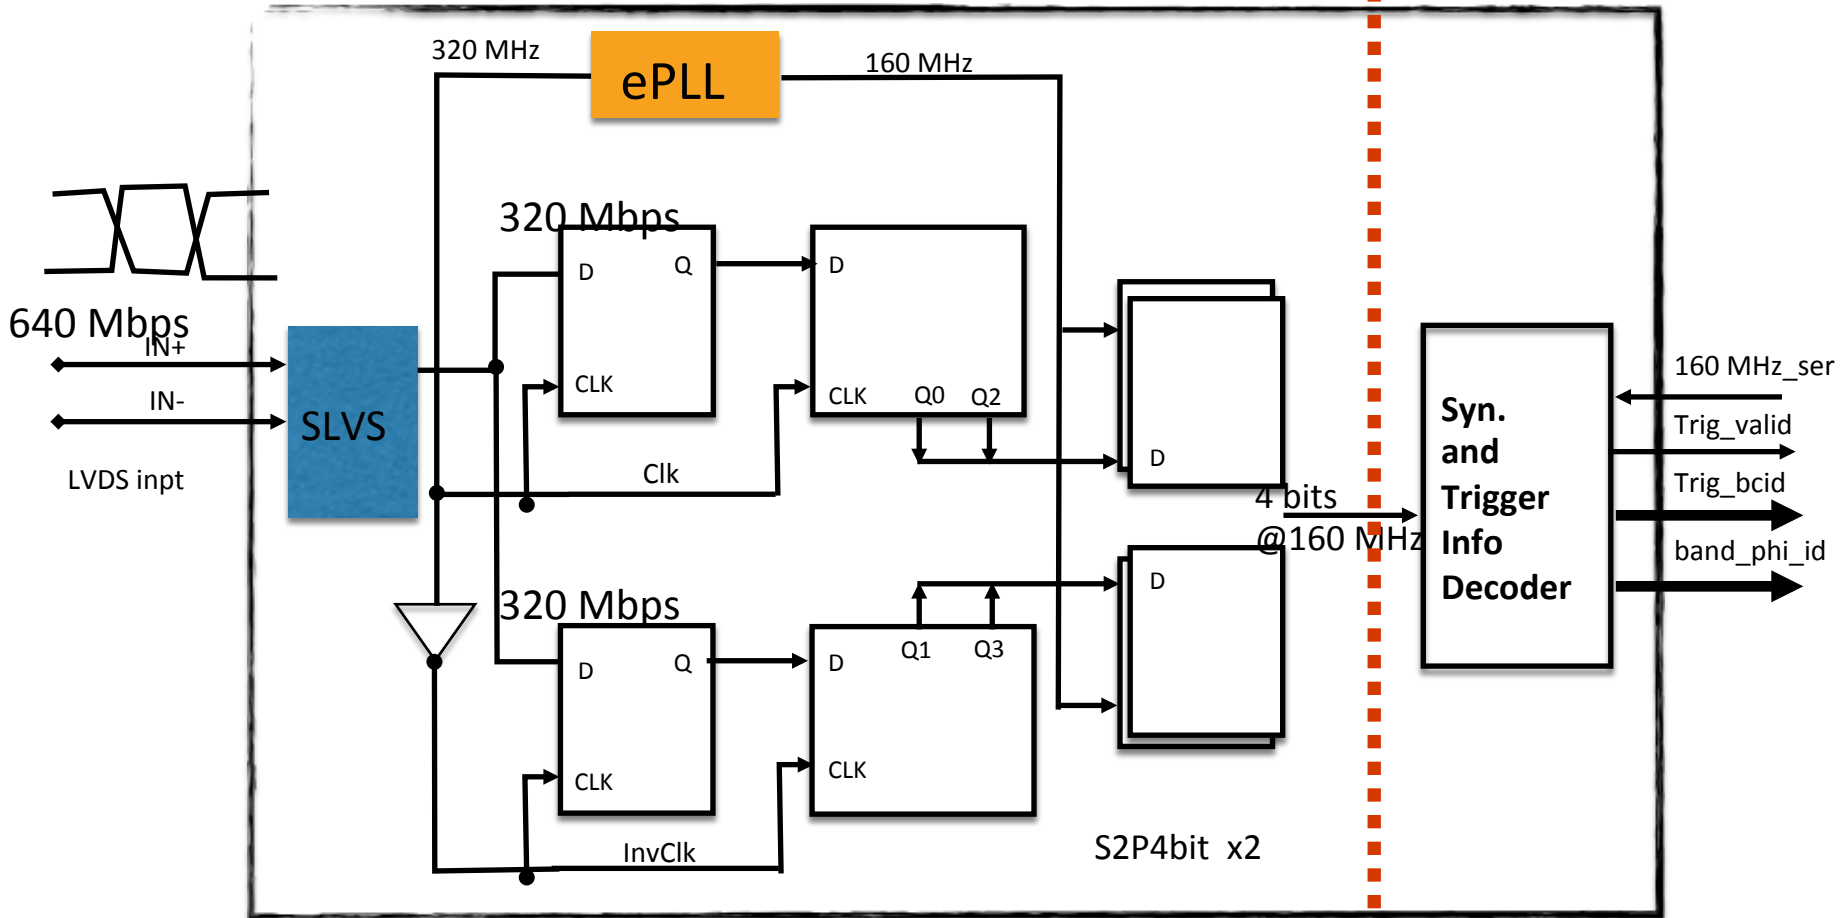 320 MHz
ePLL
160 MHz
320 Mbps
D
Q
CLK
D
CLK
Q0
Q2
640 Mbps
IN+
IN-
LVDS inpt
SLVS
Clk
D
4 bits
@160 MHz
Syn.
and
Trigger
Info
Decoder
160 MHz_ser
Trig_valid
Trig_bcid
band_phi_id
320 Mbps
D
Q
CLK
D
Q1
Q3
CLK
D
InvClk
S2P4bit x2